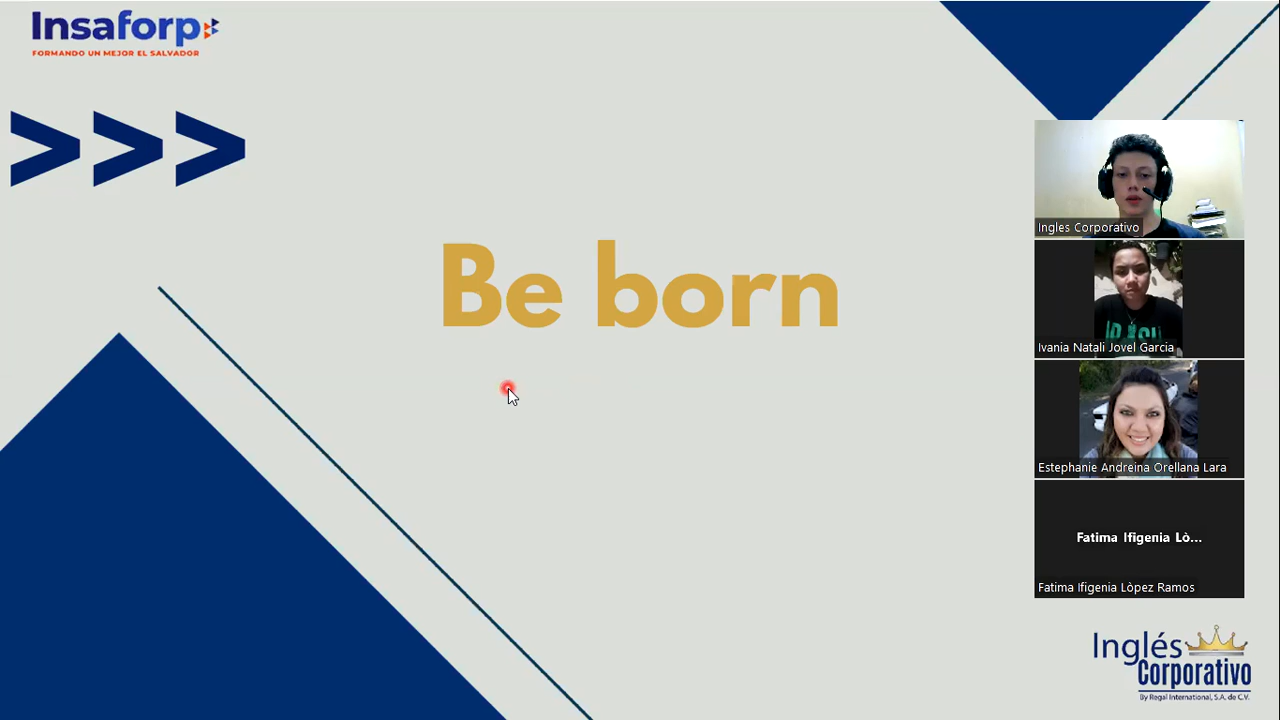 Insaforp
FORMANDO UN MEJOR EL SALVADOR
>>>
Be born
Ingles Corporativo
Ivania Natali Jovel Garcia
Estephanie Andreina Orellana Lara
Fatima Ifigenia Lò...
Fatima Ifigenia Lòpez Ramos
Inglés
Corporativo
By Regal International, S.A. de C.V.